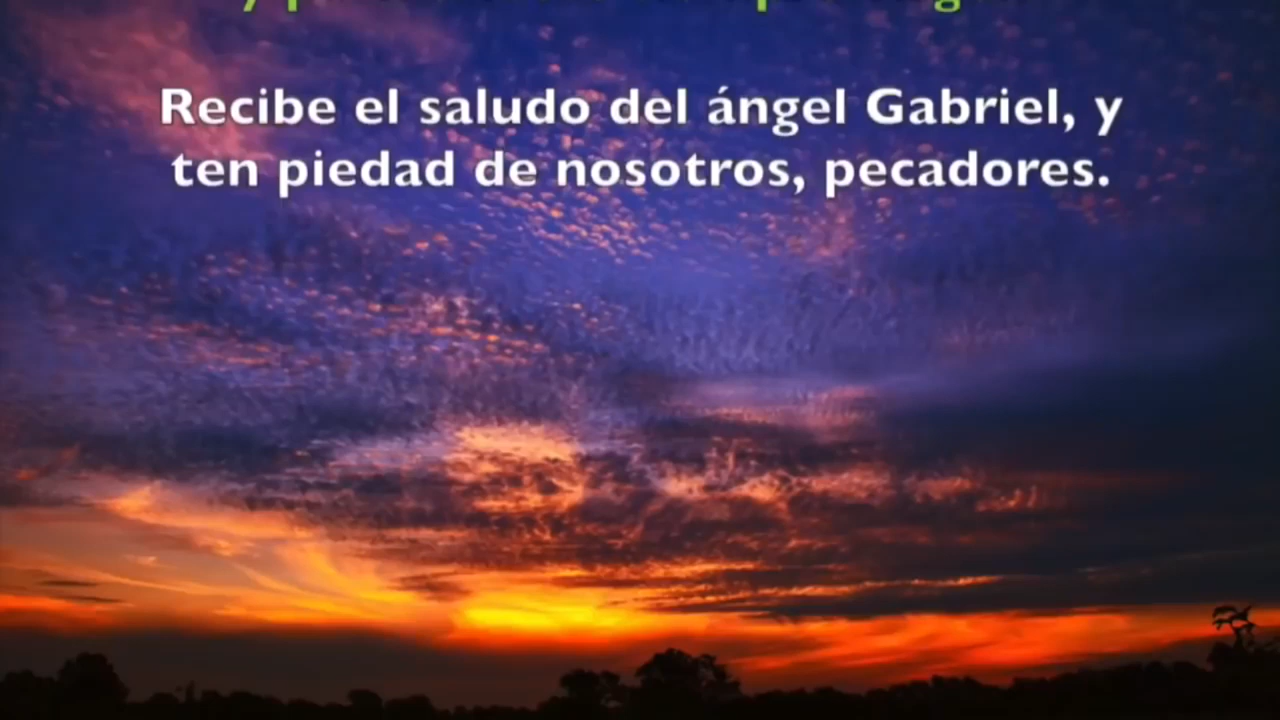 Recibe el saludo del ángel Gabriel, y
ten piedad de nosotros, pecadores.